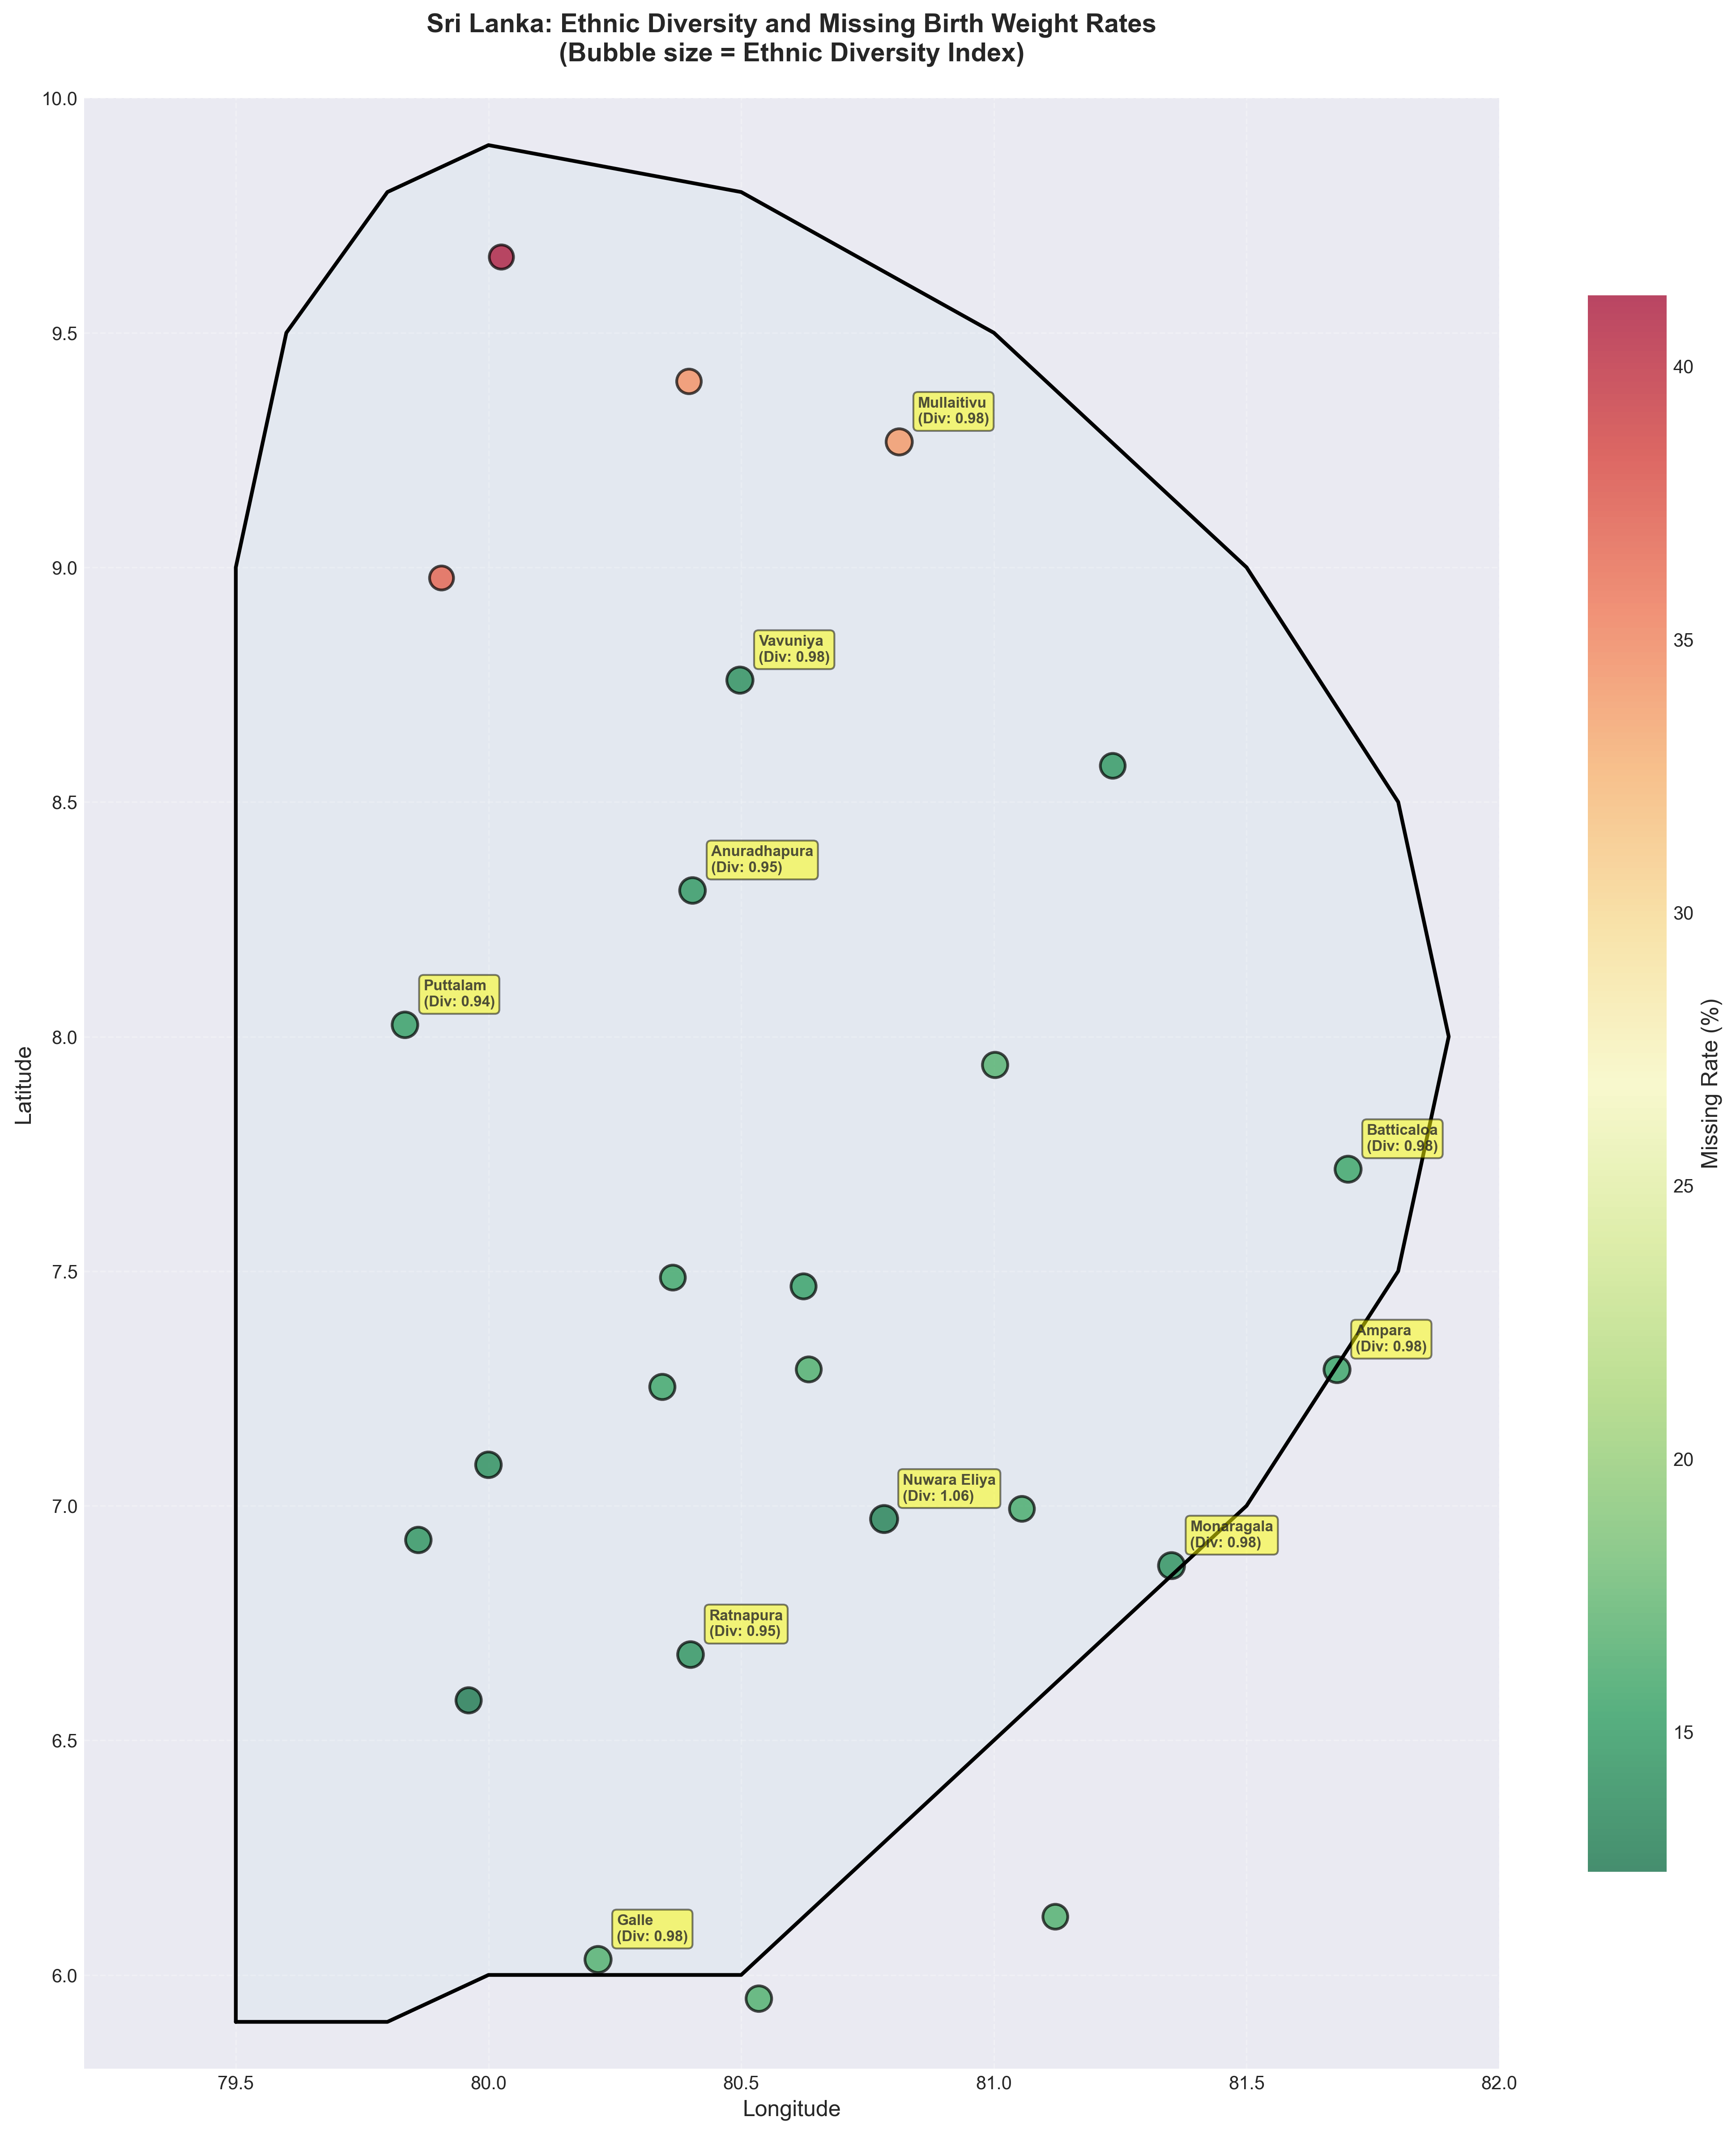 Sri Lanka: Ethnic Diversity and Missing Birth Weight Rates
(Bubble size = Ethnic Diversity Index)
10.0
9.5
9.0
8.5
8.0
7.5
7.0
6.5
6.0
Latitude
Mullaitivu
(Div: 0.98)
Vavuniya
(Div: 0.98)
Anuradhapura
(Div: 0.95)
Puttalam
(Div: 0.94)
Batticaloa
(Div: 0.98)
Ampara
(Div: 0.98)
Nuwara Eliya
(Div: 1.06)
Monaragala
(Div: 0.98)
Ratnapura
(Div: 0.95)
Galle
(Div: 0.98)
79.5
80.0
80.5
81.0
81.5
82.0
Longitude
40
35
30
25
20
15
Missing Rate (%)